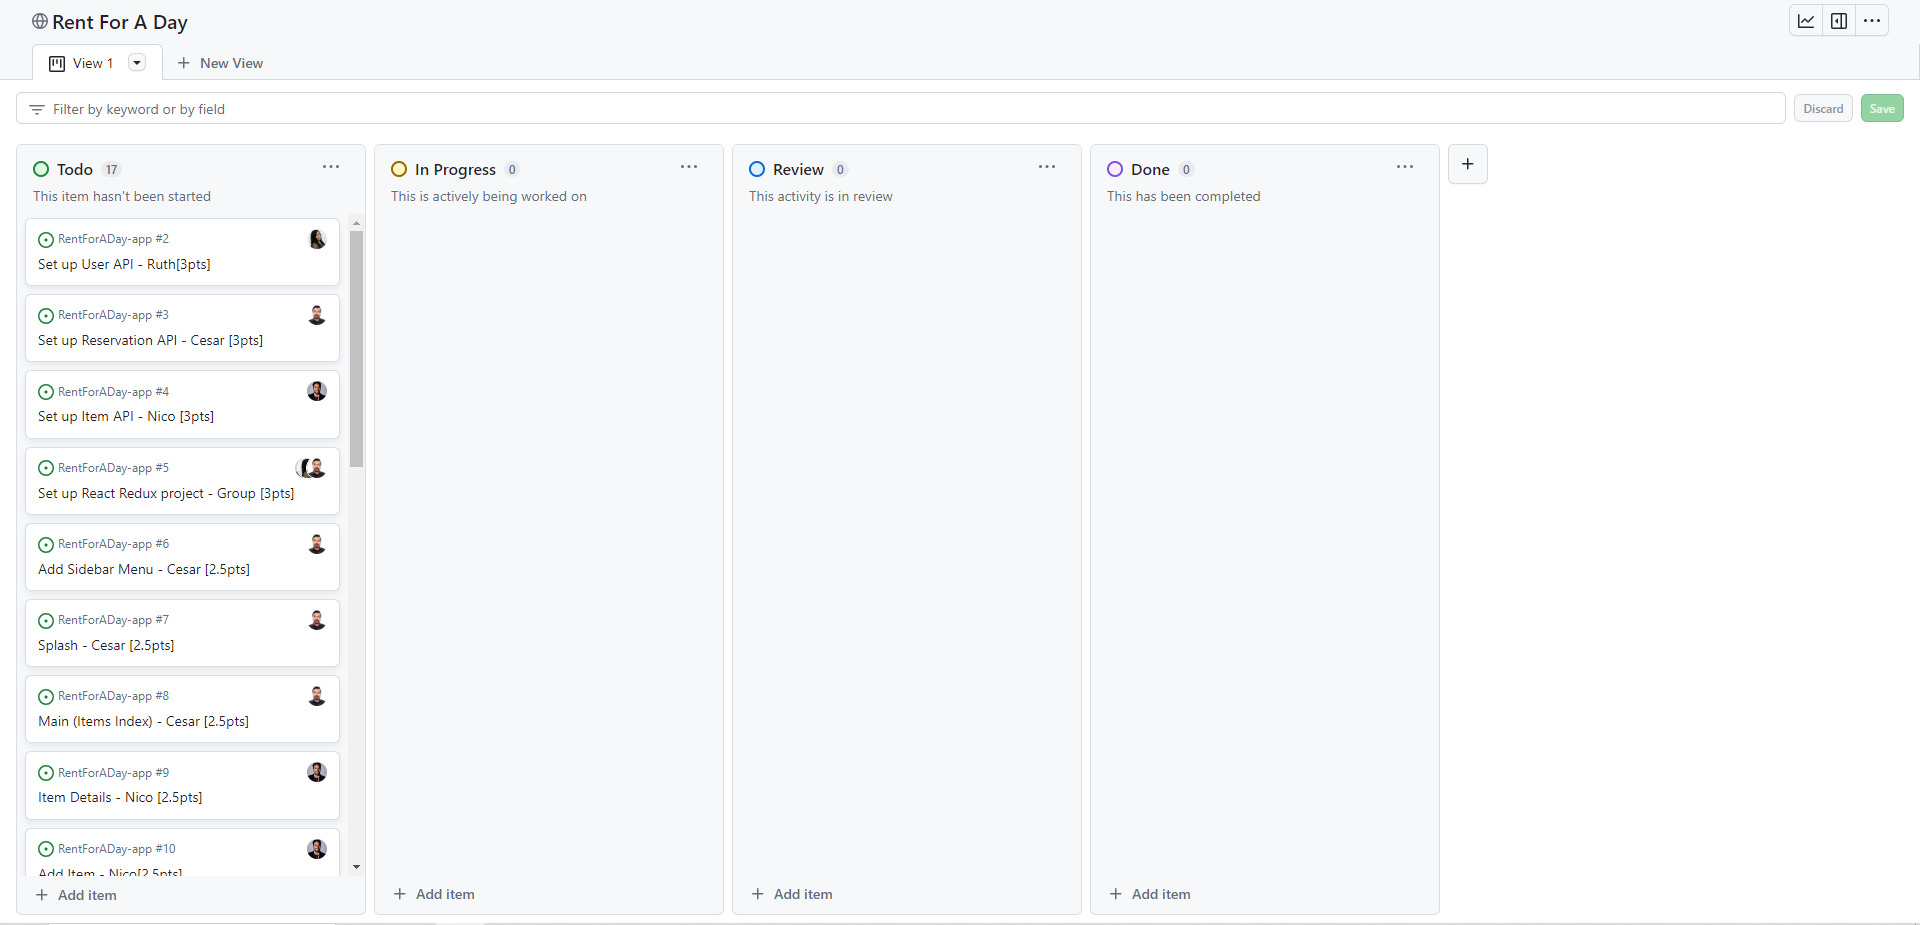 Rent For A Day
View 1
New View
Filter by keyword or by field
Discard
Save
Todo 17
This item hasn't been started
RentForADay-app #2
Set up User API - Ruth[3pts]
RentForADay-app #3
Set up Reservation API - Cesar [3pts]
RentForADay-app #4
Set up Item API - Nico [3pts]
RentForADay-app #5
Set up React Redux project - Group [3pts]
RentForADay-app #6
Add Sidebar Menu - Cesar [2.5pts]
RentForADay-app #7
Splash - Cesar [2.5pts]
RentForADay-app #8
Main (Items Index) - Cesar [2.5pts]
RentForADay-app #9
Item Details - Nico [2.5pts]
RentForADay-app #10
Add Item - Nico[2.5pts]
Add item
In Progress 0
This is actively being worked on
Add item
Review 0
This activity is in review
Add item
Done 0
This has been completed
Add item